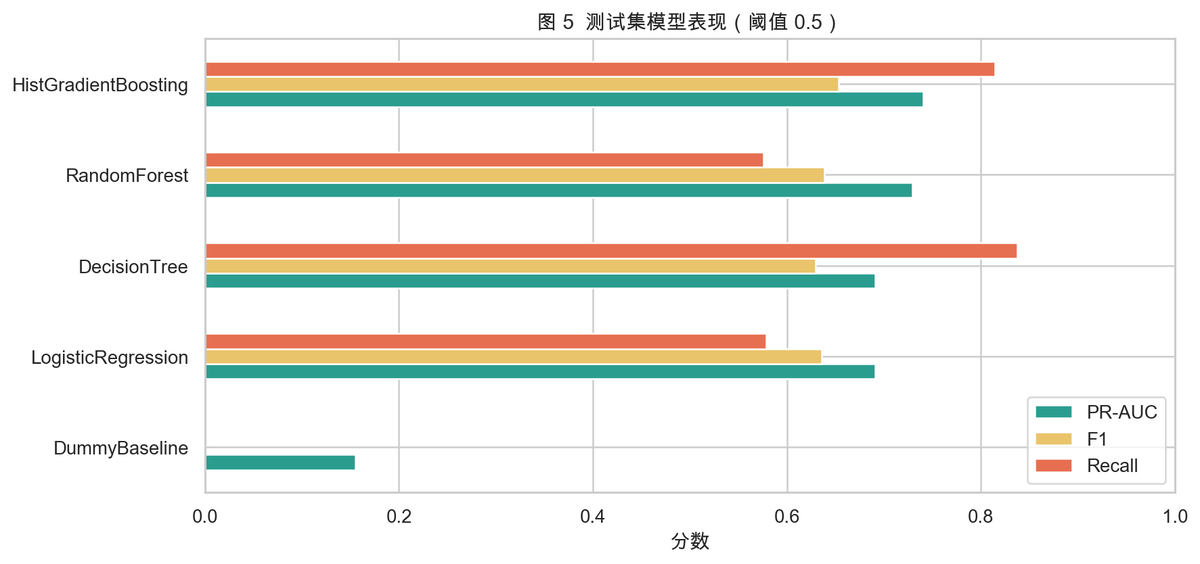 图 5 测试集模型表现（阈值 0.5）
HistGradientBoosting
RandomForest
DecisionTree
LogisticRegression
DummyBaseline
PR-AUC
F1
Recall
0.0 0.2 0.4 0.6 0.8 1.0
分数